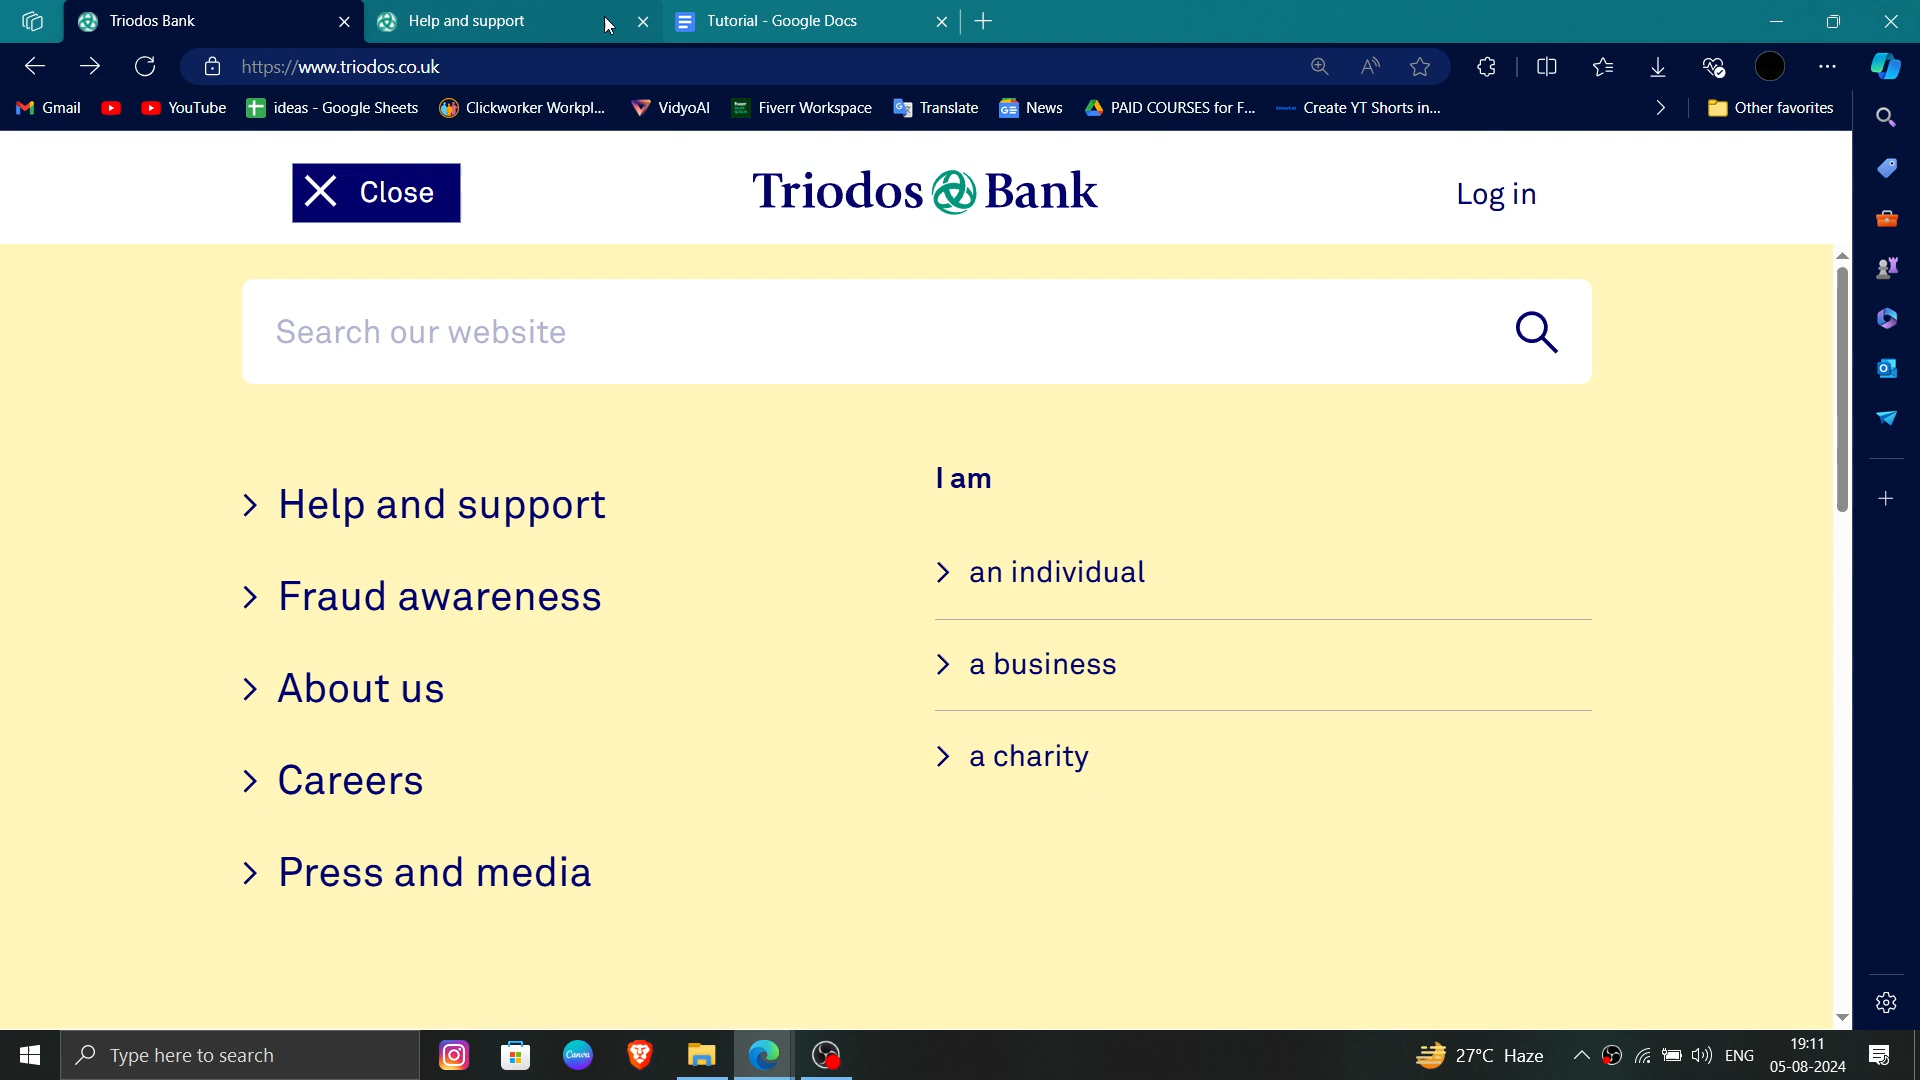 Triodos Bank
Help and support
Tutorial - Google Docs
https://www.triodos.co.uk
Gmail
YouTube
ideas - Google Sheets
Clickworker Workpl...
VidyoAI
Fiverr Workspace
Translate
News
PAID COURSES for F...
Create YT Shorts in...
Other favorites
Close
Triodos Bank
Log in
Search our website
Help and support
Fraud awareness
About us
Careers
Press and media
I am
an individual
a business
a charity
Type here to search
Canva
27°C Haze
ENG
19:11
05-08-2024